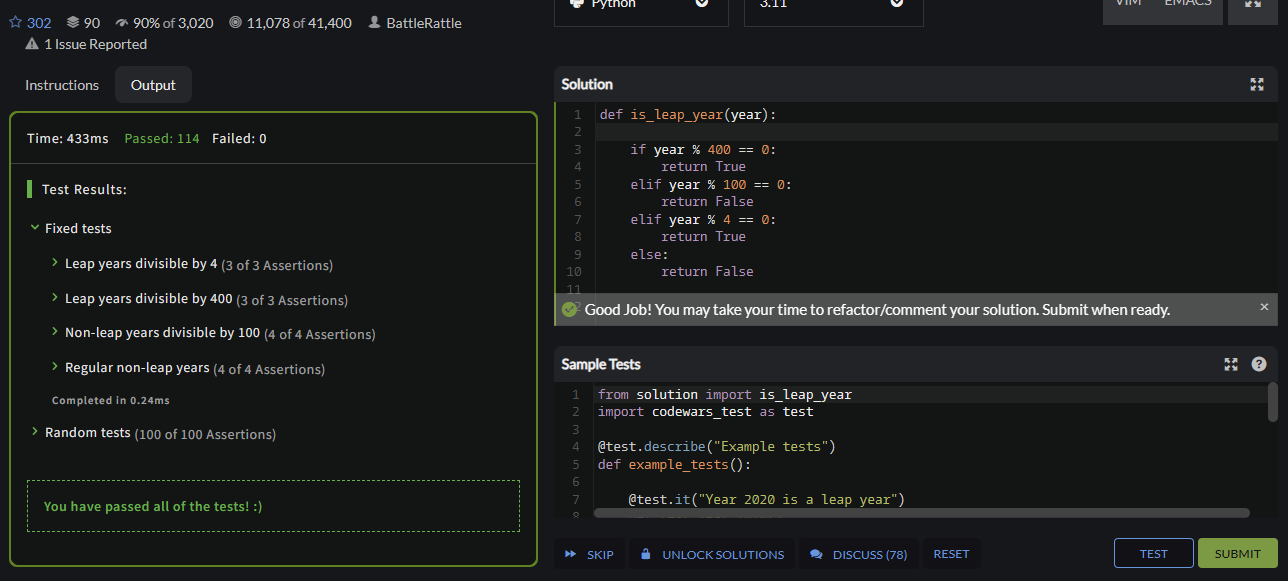 302 90 90% of 3,020 11,078 of 41,400 BattleRattle
1 Issue Reported
Instructions Output
Time: 433ms Passed: 114 Failed: 0
Test Results:
Fixed tests
Leap years divisible by 4 (3 of 3 Assertions)
Leap years divisible by 400 (3 of 3 Assertions)
Non-leap years divisible by 100 (4 of 4 Assertions)
Regular non-leap years (4 of 4 Assertions)
Completed in 0.24ms
Random tests (100 of 100 Assertions)
You have passed all of the tests! :)
Python 3.11 VIM EMACS
Solution
1 def is_leap_year(year):
2
3 if year % 400 == 0:
4 return True
5 elif year % 100 == 0:
6 return False
7 elif year % 4 == 0:
8 return True
9 else:
10 return False
11
Good Job! You may take your time to refactor/comment your solution. Submit when ready. ×
Sample Tests ?
1 from solution import is_leap_year
2 import codewars_test as test
3
4 @test.describe("Example tests")
5 def example_tests():
6
7 @test.it("Year 2020 is a leap year")
8
SKIP UNLOCK SOLUTIONS DISCUSS (78) RESET TEST SUBMIT